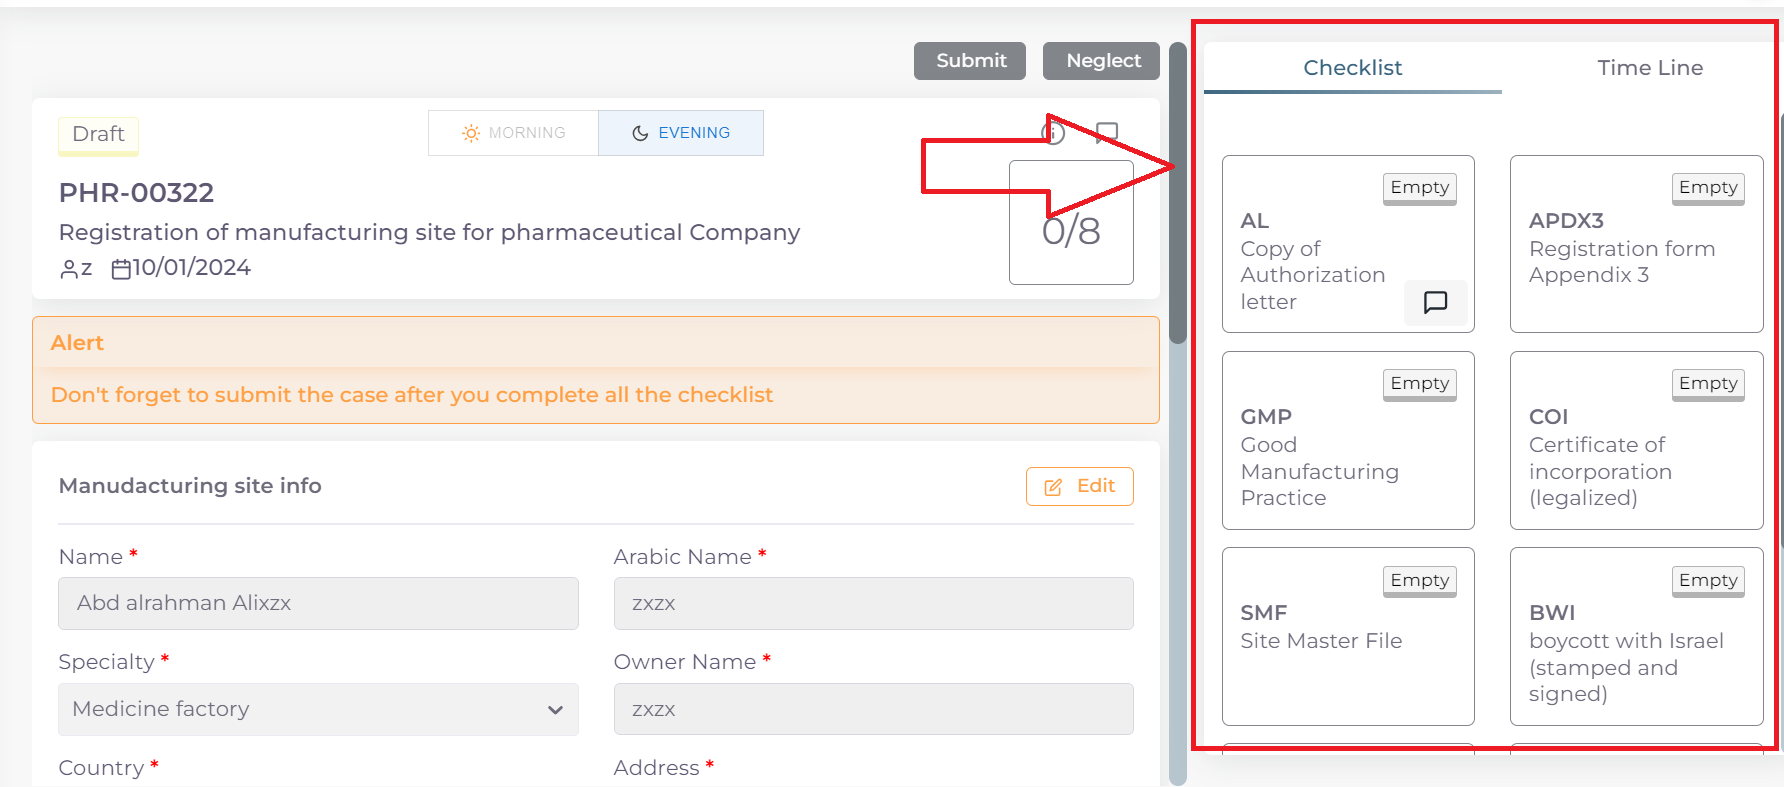 Submit
Neglect
Draft
MORNING
EVENING
PHR-00322
Registration of manufacturing site for pharmaceutical Company
z 10/01/2024
0/8
Alert
Don't forget to submit the case after you complete all the checklist
Manudacturing site info
Edit
Name *
Arabic Name *
Abd alrahman Alixzx
zxzx
Specialty *
Owner Name *
Medicine factory
zxzx
Country *
Address *
Checklist
Time Line
Empty
AL
Copy of
Authorization
letter
Empty
APDX3
Registration form
Appendix 3
Empty
GMP
Good
Manufacturing
Practice
Empty
COI
Certificate of
incorporation
(legalized)
Empty
SMF
Site Master File
Empty
BWI
boycott with Israel
(stamped and
signed)